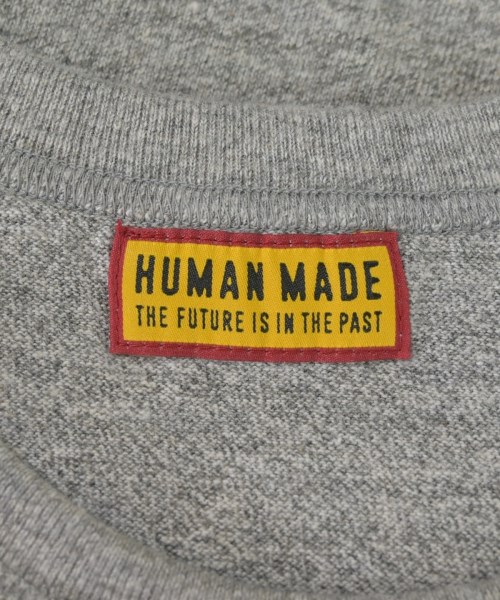 HUMAN MADE
THE FUTURE IS IN THE PAST